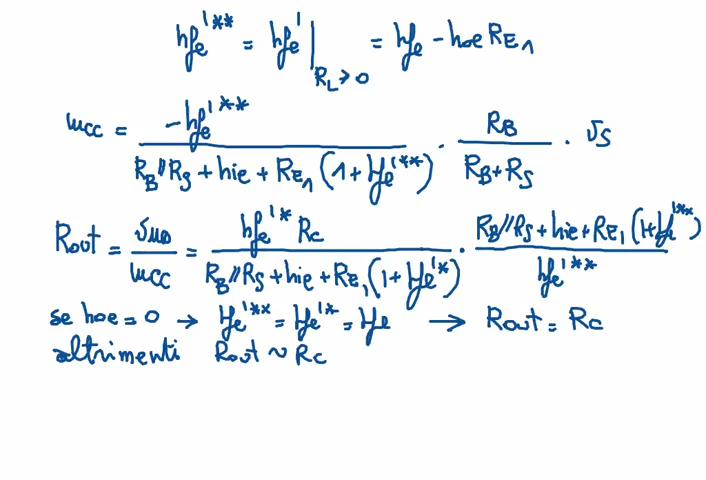 hfe'** = hfe' |_{RL→0} = hfe - hoe RE1
ucc = -hfe'** / (RB//RS + hie + RE1 (1 + hfe'**)) · RB / (RB + RS) · vs
Rout = vuo / ucc = hfe'* Rc / (RB//RS + hie + RE1 (1 + hfe'*)) · (RB//RS + hie + RE1 (1 + hfe'**)) / hfe'**
se hoe = 0 → hfe'** = hfe'* = hfe → Rout = Rc
altrimenti Rout ~ Rc